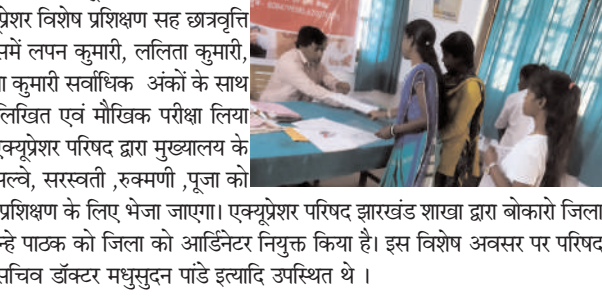 प्रेशर विशेष प्रशिक्षण सह छात्रवृत्ति
समें लपन कुमारी, ललिता कुमारी,
कुमारी सर्वाधिक अंकों के साथ
लिखित एवं मौखिक परीक्षा लिया
एक्यूप्रेशर परिषद द्वारा मुख्यालय के
सरस्वती ,रुक्मणी ,पूजा को
प्रशिक्षण के लिए भेजा जाएगा। एक्यूप्रेशर परिषद झारखंड शाखा द्वारा बोकारो जिला
न्हे पाठक को जिला को आर्डिनेटर नियुक्त किया है। इस विशेष अवसर पर परिषद
सचिव डॉक्टर मधुसुदन पांडे इत्यादि उपस्थित थे ।